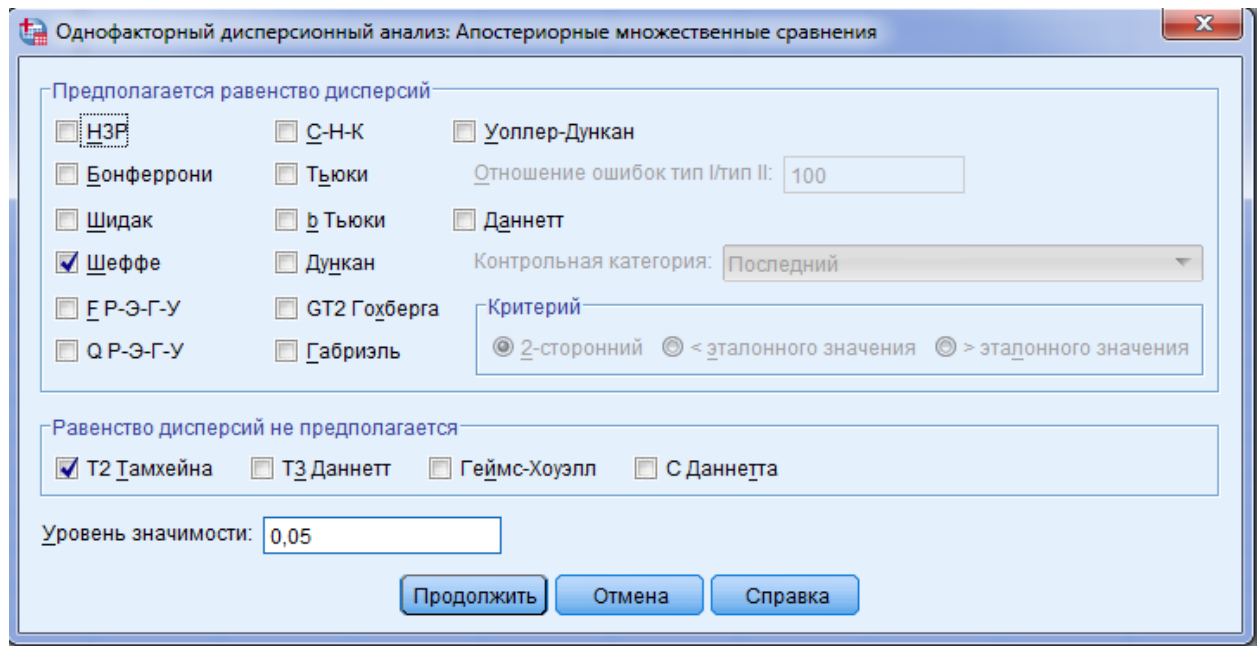 Однофакторный дисперсионный анализ: Апостериорные множественные сравнения
Предполагается равенство дисперсий
НЗР С-Н-К Уоллер-Дункан
Бонферрони Тьюки Отношение ошибок тип I/тип II: 100
Шидак b Тьюки Даннетт
Шеффе Дункан Контрольная категория: Последний
F Р-Э-Г-У GT2 Гохберга Критерий
Q Р-Э-Г-У Габриэль 2-сторонний < эталонного значения > эталонного значения
Равенство дисперсий не предполагается
T2 Тамхейна T3 Даннетт Геймс-Хоуэлл С Даннетта
Уровень значимости: 0,05
Продолжить Отмена Справка